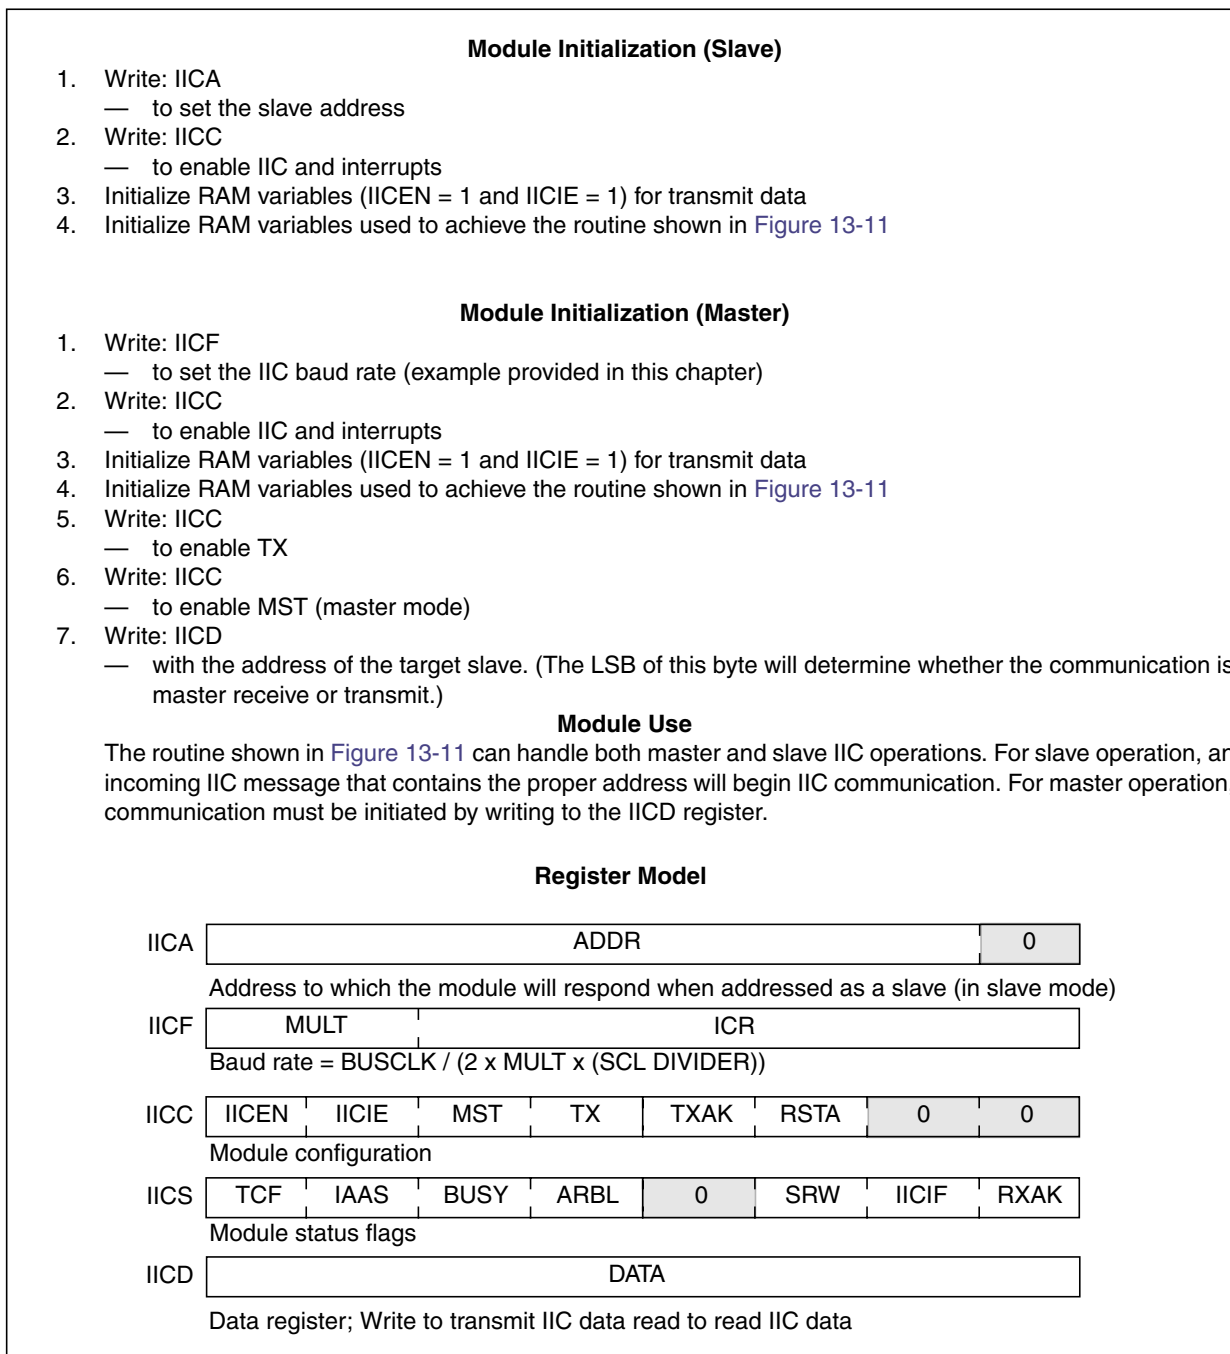 Module Initialization (Slave)
1. Write: IICA
— to set the slave address
2. Write: IICC
— to enable IIC and interrupts
3. Initialize RAM variables (IICEN = 1 and IICIE = 1) for transmit data
4. Initialize RAM variables used to achieve the routine shown in Figure 13-11
Module Initialization (Master)
1. Write: IICF
— to set the IIC baud rate (example provided in this chapter)
2. Write: IICC
— to enable IIC and interrupts
3. Initialize RAM variables (IICEN = 1 and IICIE = 1) for transmit data
4. Initialize RAM variables used to achieve the routine shown in Figure 13-11
5. Write: IICC
— to enable TX
6. Write: IICC
— to enable MST (master mode)
7. Write: IICD
— with the address of the target slave. (The LSB of this byte will determine whether the communication is
master receive or transmit.)
Module Use
The routine shown in Figure 13-11 can handle both master and slave IIC operations. For slave operation, an
incoming IIC message that contains the proper address will begin IIC communication. For master operation,
communication must be initiated by writing to the IICD register.
Register Model
IICA ADDR 0
Address to which the module will respond when addressed as a slave (in slave mode)
IICF MULT ICR
Baud rate = BUSCLK / (2 x MULT x (SCL DIVIDER))
IICC IICEN IICIE MST TX TXAK RSTA 0 0
Module configuration
IICS TCF IAAS BUSY ARBL 0 SRW IICIF RXAK
Module status flags
IICD DATA
Data register; Write to transmit IIC data read to read IIC data